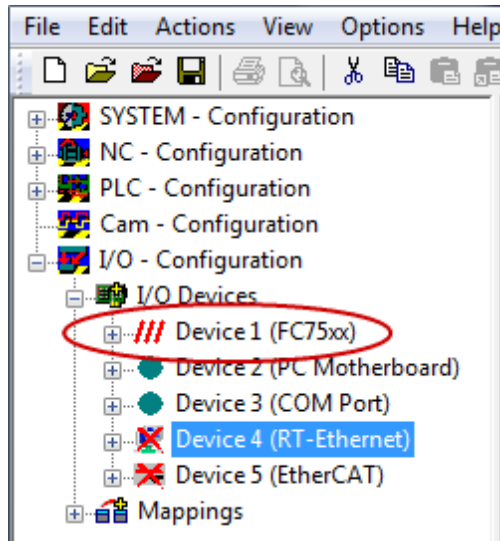 File Edit Actions View Options Help
SYSTEM - Configuration
NC - Configuration
PLC - Configuration
Cam - Configuration
I/O - Configuration
I/O Devices
Device 1 (FC75xx)
Device 2 (PC Motherboard)
Device 3 (COM Port)
Device 4 (RT-Ethernet)
Device 5 (EtherCAT)
Mappings